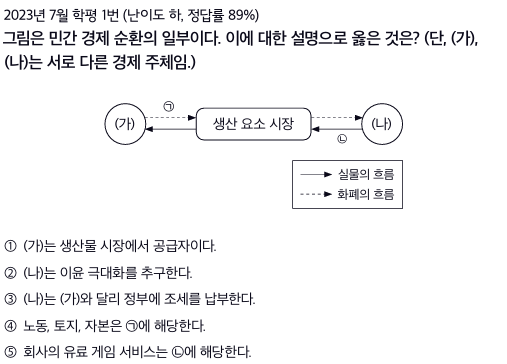 2023년 7월 학평 1번 (난이도 하, 정답률 89%)
그림은 민간 경제 순환의 일부이다. 이에 대한 설명으로 옳은 것은? (단, (가),
(나)는 서로 다른 경제 주체임.)
㉠
(가)
생산 요소 시장
(나)
㉡
실물의 흐름
화폐의 흐름
① (가)는 생산물 시장에서 공급자이다.
② (나)는 이윤 극대화를 추구한다.
③ (나)는 (가)와 달리 정부에 조세를 납부한다.
④ 노동, 토지, 자본은 ㉠에 해당한다.
⑤ 회사의 유료 게임 서비스는 ㉡에 해당한다.